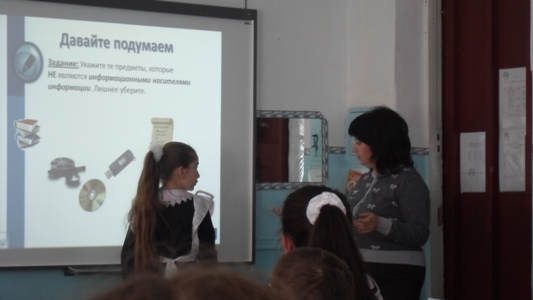 Давайте подумаем
Задание: Укажите те предметы, которые
НЕ являются информационными носителями
информации. Лишнее уберите.